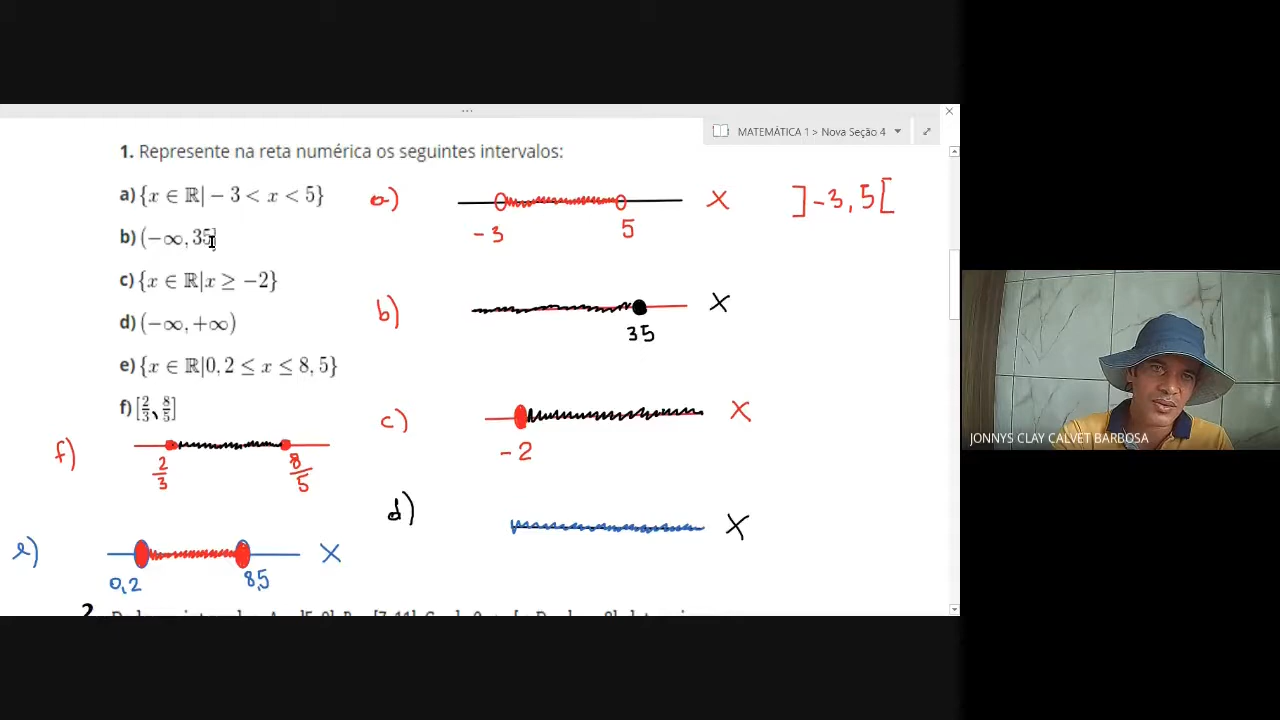 MATEMÁTICA 1 > Nova Seção 4
1. Represente na reta numérica os seguintes intervalos:
a) {x ∈ ℝ| − 3 < x < 5}
a) -3 5 X ]-3, 5[
b) (−∞, 35]
b) 35 X
c) {x ∈ ℝ|x ≥ −2}
c) -2 X
d) (−∞, +∞)
d) X
e) {x ∈ ℝ|0, 2 ≤ x ≤ 8, 5}
f) [2/3, 8/5]
f) 2/3 8/5
e) 0,2 8,5 X
2
JONNYS CLAY CALVET BARBOSA